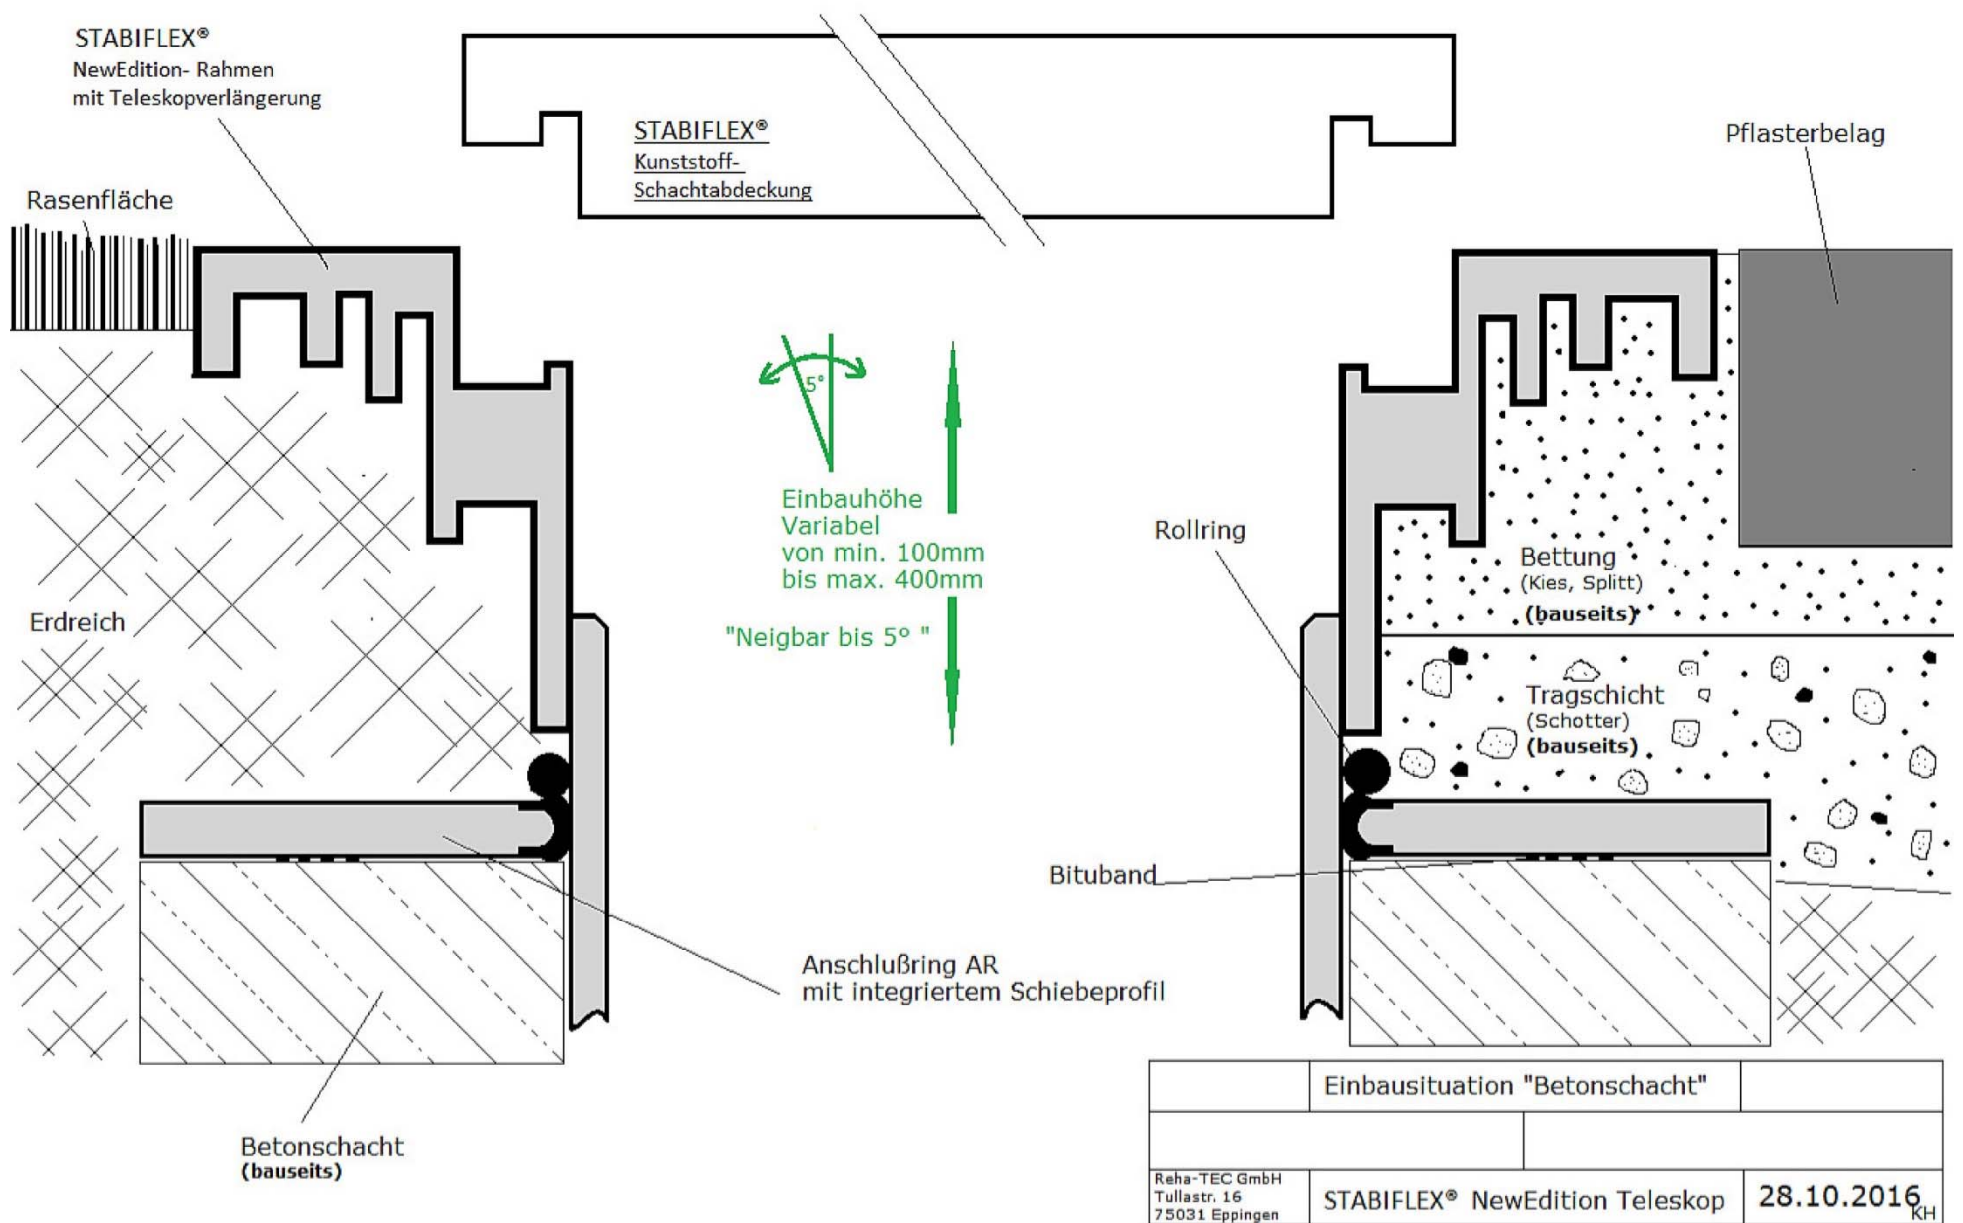 STABIFLEX®
NewEdition- Rahmen
mit Teleskopverlängerung
STABIFLEX®
Kunststoff-
Schachtabdeckung
Pflasterbelag
Rasenfläche
5°
Einbauhöhe
Variabel
von min. 100mm
bis max. 400mm
"Neigbar bis 5° "
Rollring
Bettung
(Kies, Splitt)
(bauseits)
Erdreich
Tragschicht
(Schotter)
(bauseits)
Bituband
Anschlußring AR
mit integriertem Schiebeprofil
Betonschacht
(bauseits)
Einbausituation "Betonschacht"
Reha-TEC GmbH
Tullastr. 16
75031 Eppingen
STABIFLEX® NewEdition Teleskop
28.10.2016
KH